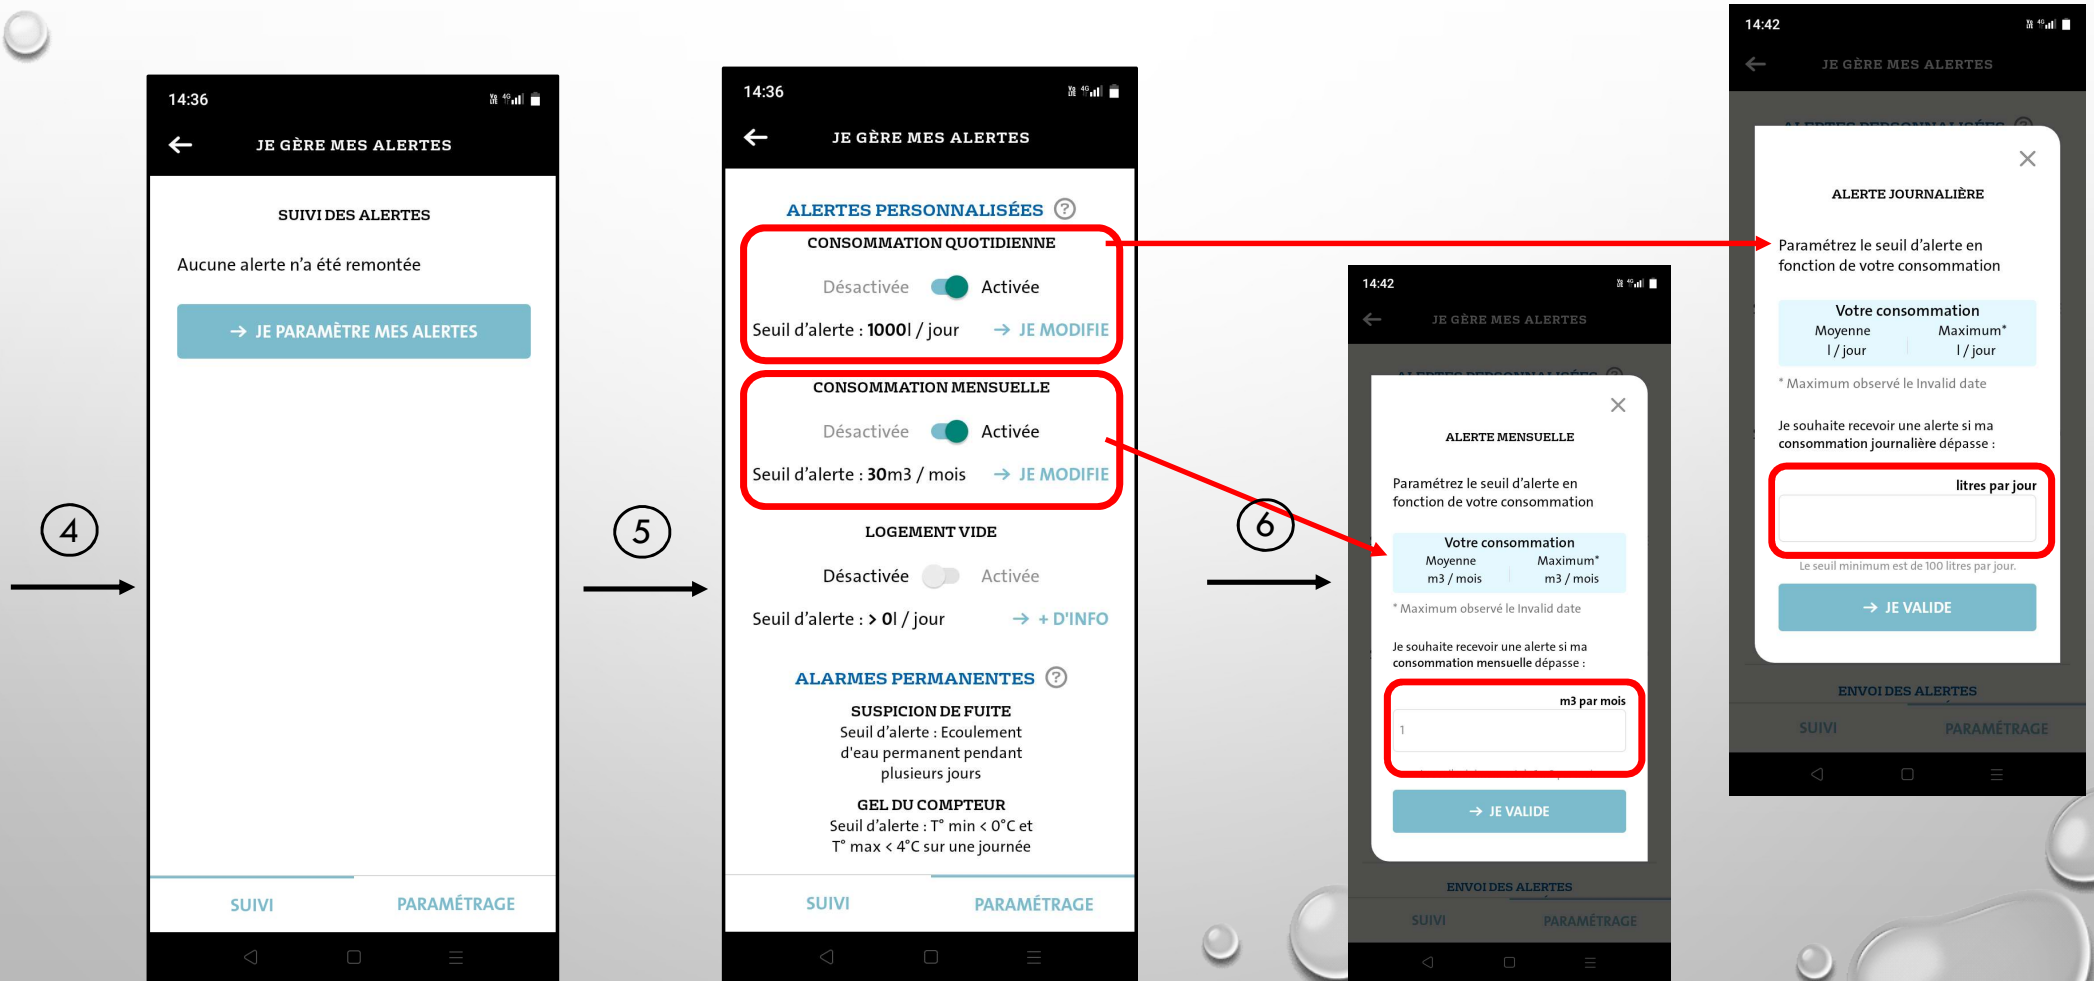 4
14:36
JE GÈRE MES ALERTES
SUIVI DES ALERTES
Aucune alerte n'a été remontée
→ JE PARAMÈTRE MES ALERTES
SUIVI PARAMÉTRAGE
5
14:36
JE GÈRE MES ALERTES
ALERTES PERSONNALISÉES ?
CONSOMMATION QUOTIDIENNE
Désactivée Activée
Seuil d'alerte : 1000l / jour → JE MODIFIE
CONSOMMATION MENSUELLE
Désactivée Activée
Seuil d'alerte : 30m3 / mois → JE MODIFIE
LOGEMENT VIDE
Désactivée Activée
Seuil d'alerte : > 0l / jour → + D'INFO
ALARMES PERMANENTES ?
SUSPICION DE FUITE
Seuil d'alerte : Ecoulement
d'eau permanent pendant
plusieurs jours
GEL DU COMPTEUR
Seuil d'alerte : T° min < 0°C et
T° max < 4°C sur une journée
SUIVI PARAMÉTRAGE
6
14:42
JE GÈRE MES ALERTES
ALERTE MENSUELLE
Paramétrez le seuil d'alerte en
fonction de votre consommation
Votre consommation
Moyenne Maximum*
m3 / mois m3 / mois
* Maximum observé le Invalid date
Je souhaite recevoir une alerte si ma
consommation mensuelle dépasse :
m3 par mois
1
→ JE VALIDE
ENVOI DES ALERTES
SUIVI PARAMÉTRAGE
14:42
JE GÈRE MES ALERTES
ALERTES PERSONNALISÉES ?
ALERTE JOURNALIÈRE
Paramétrez le seuil d'alerte en
fonction de votre consommation
Votre consommation
Moyenne Maximum*
l / jour l / jour
* Maximum observé le Invalid date
Je souhaite recevoir une alerte si ma
consommation journalière dépasse :
litres par jour
Le seuil minimum est de 100 litres par jour.
→ JE VALIDE
ENVOI DES ALERTES
SUIVI PARAMÉTRAGE